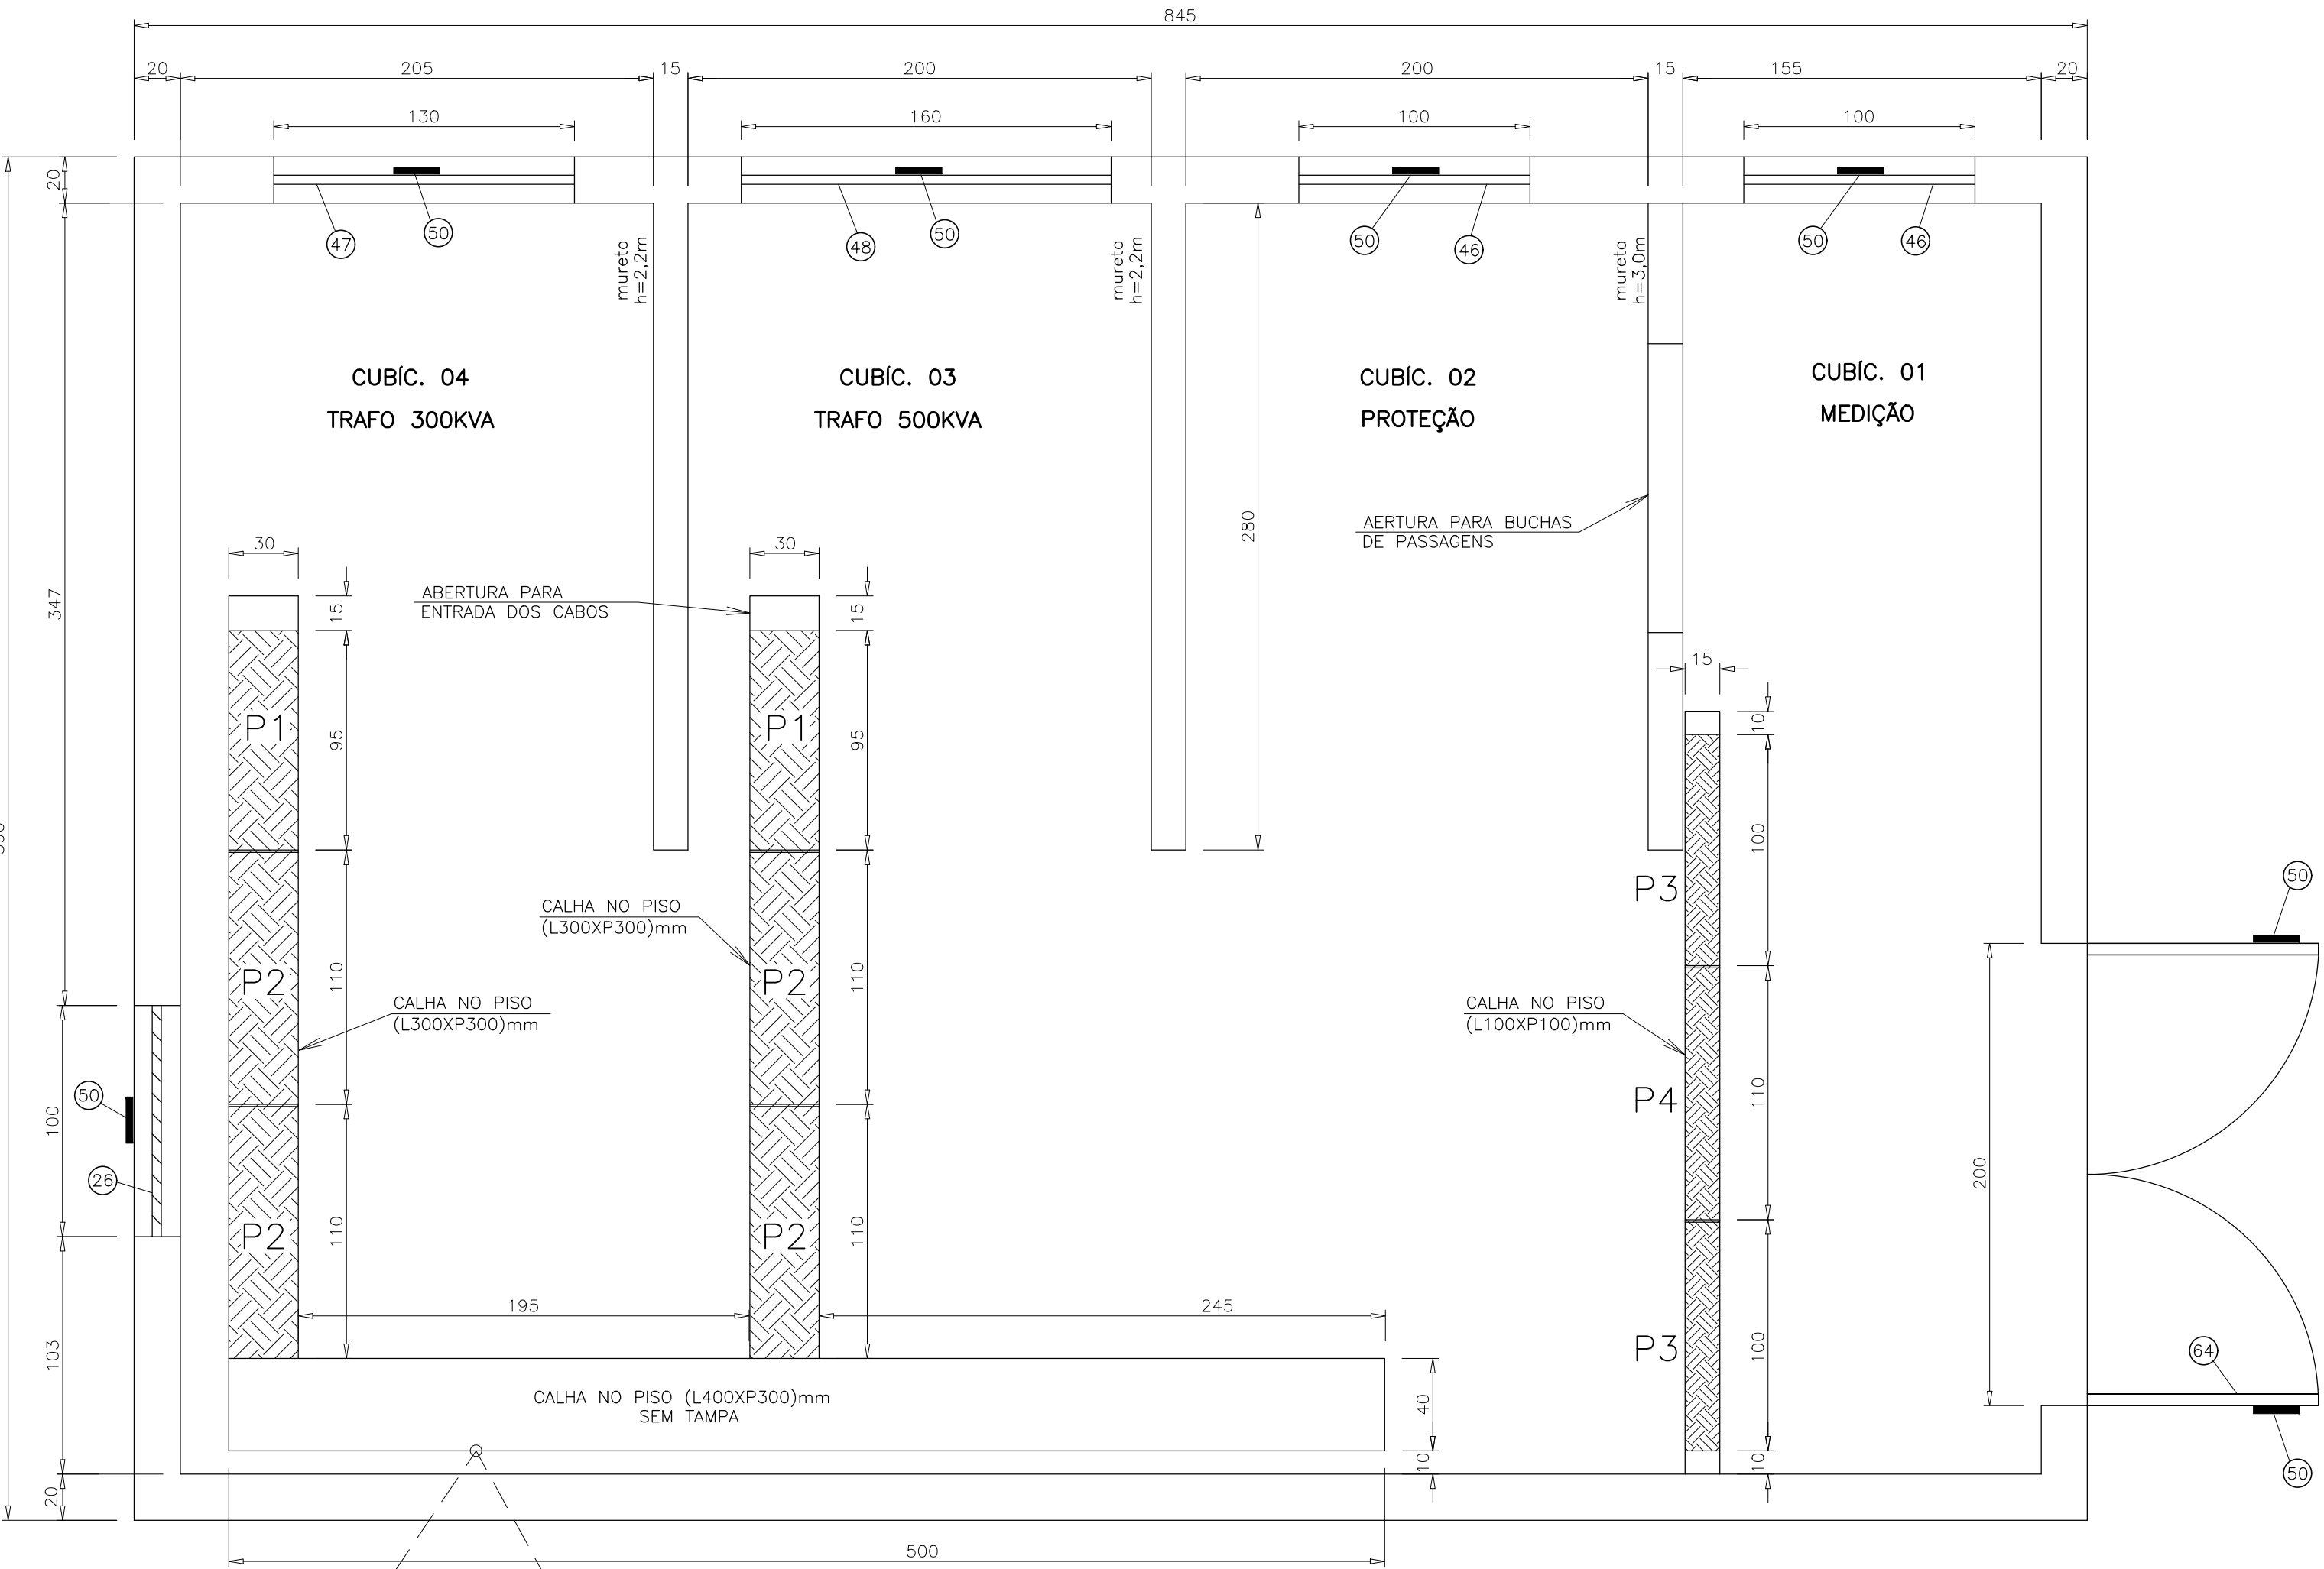 845
20 205 15 200 200 15 155 20
130 160 100 100
20
47 50 48 50 50 46 50 46
mureta
h=2,2m
mureta
h=2,2m
mureta
h=3,0m
CUBÍC. 04
TRAFO 300KVA
CUBÍC. 03
TRAFO 500KVA
CUBÍC. 02
PROTEÇÃO
CUBÍC. 01
MEDIÇÃO
280
AERTURA PARA BUCHAS
DE PASSAGENS
30 30
347
ABERTURA PARA
ENTRADA DOS CABOS
15 15
15
10
P1 95 P1 95
100
P3
50
CALHA NO PISO
(L300XP300)mm
P2 110 P2 110
CALHA NO PISO
(L300XP300)mm
CALHA NO PISO
(L100XP100)mm
50
100
26
P4 110
200
P2 110 P2 110
195 245
103
P3 100
64
CALHA NO PISO (L400XP300)mm
SEM TAMPA
40
10 10
50
20
500